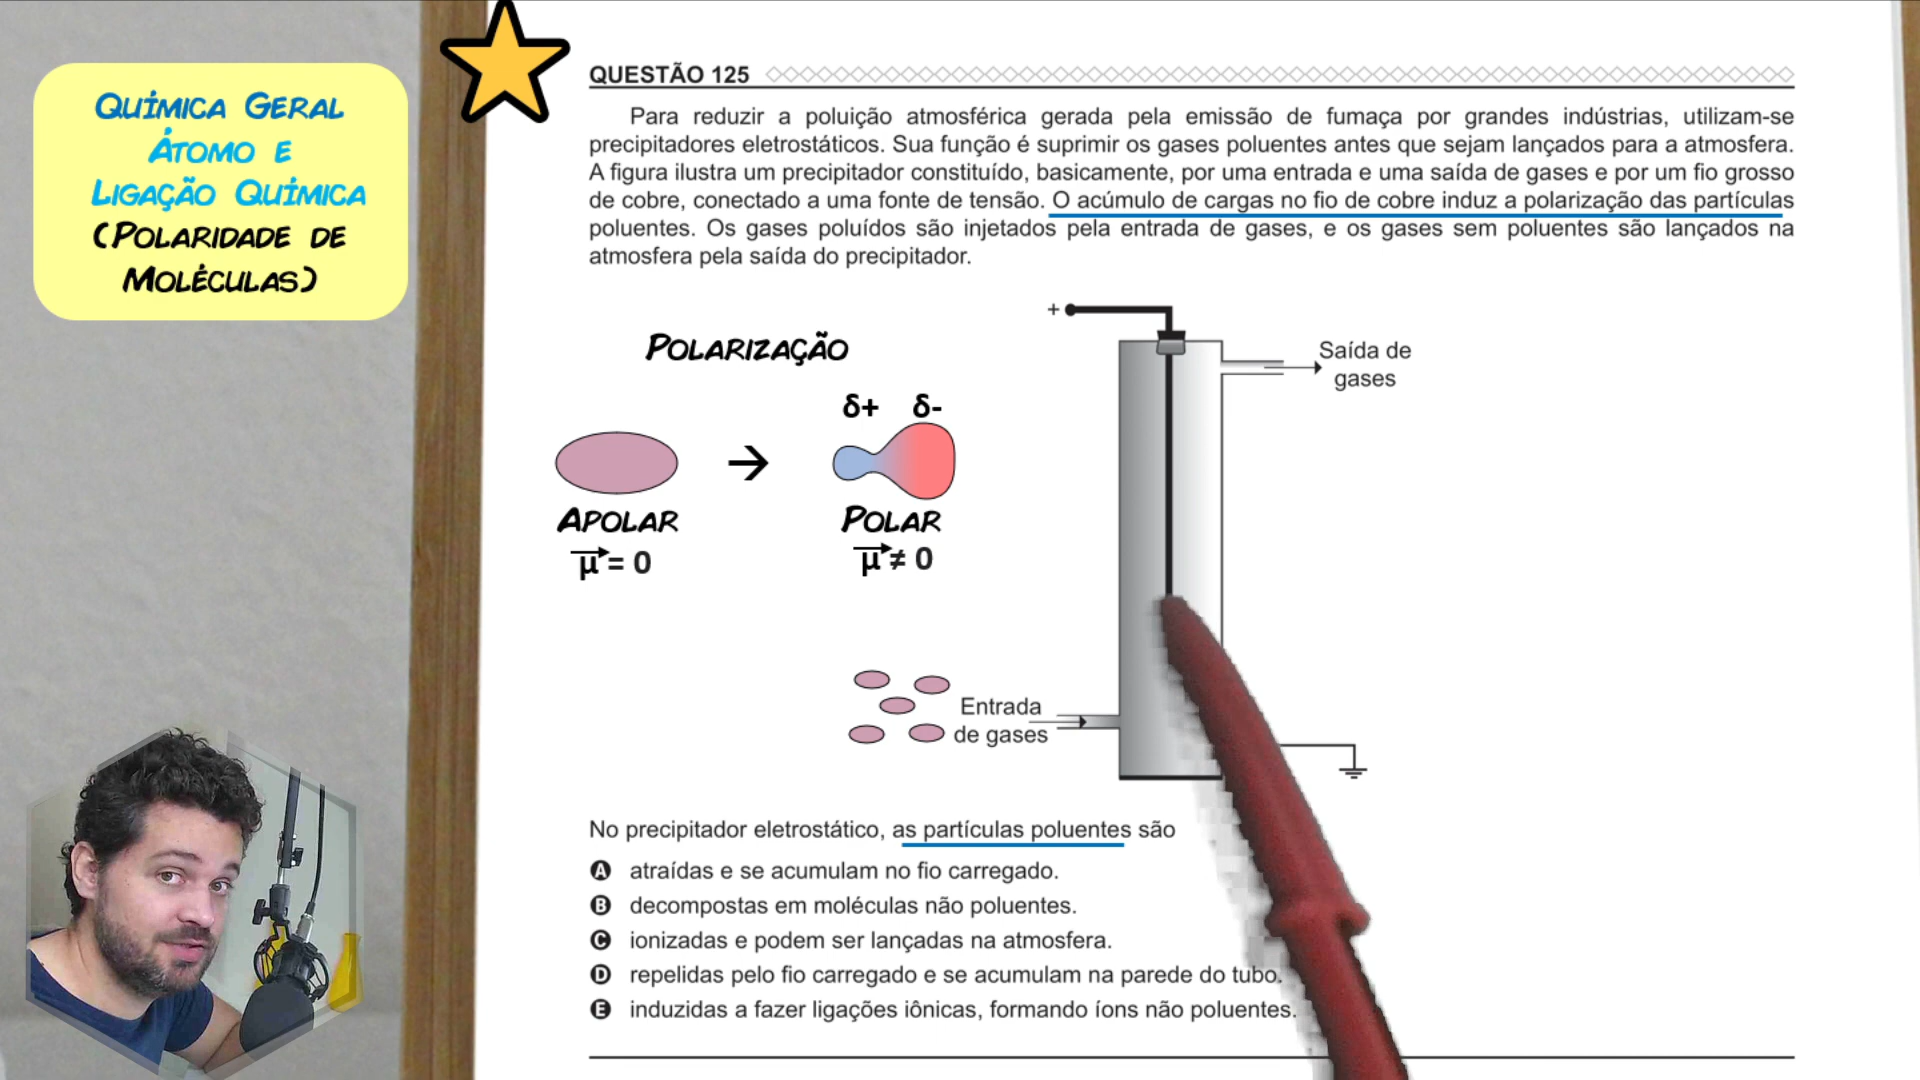 QUÍMICA GERAL
ÁTOMO E
LIGAÇÃO QUÍMICA
(POLARIDADE DE
MOLÉCULAS)
QUESTÃO 125
Para reduzir a poluição atmosférica gerada pela emissão de fumaça por grandes indústrias, utilizam-se
precipitadores eletrostáticos. Sua função é suprimir os gases poluentes antes que sejam lançados para a atmosfera.
A figura ilustra um precipitador constituído, basicamente, por uma entrada e uma saída de gases e por um fio grosso
de cobre, conectado a uma fonte de tensão. O acúmulo de cargas no fio de cobre induz a polarização das partículas
poluentes. Os gases poluídos são injetados pela entrada de gases, e os gases sem poluentes são lançados na
atmosfera pela saída do precipitador.
+
POLARIZAÇÃO
Saída de
gases
δ+ δ-
→
APOLAR
POLAR
μ = 0
μ ≠ 0
Entrada
de gases
No precipitador eletrostático, as partículas poluentes são
A atraídas e se acumulam no fio carregado.
B decompostas em moléculas não poluentes.
C ionizadas e podem ser lançadas na atmosfera.
D repelidas pelo fio carregado e se acumulam na parede do tubo.
E induzidas a fazer ligações iônicas, formando íons não poluentes.